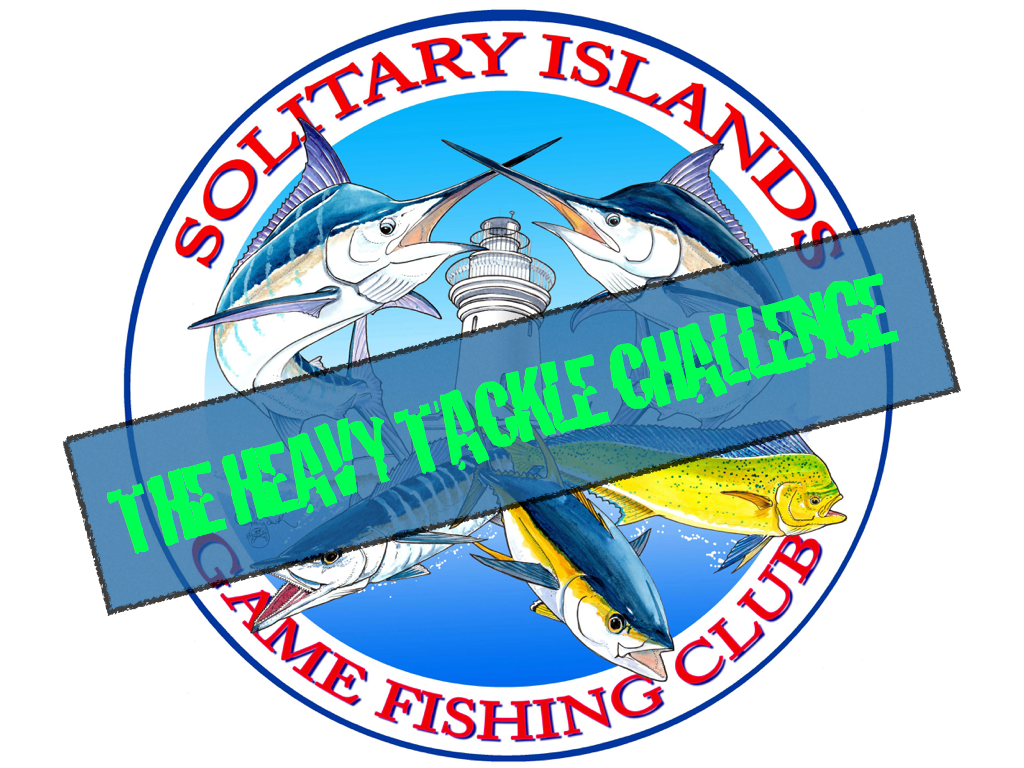 SOLITARY ISLANDS
THE HEAVY TACKLE CHALLENGE
GAME FISHING CLUB